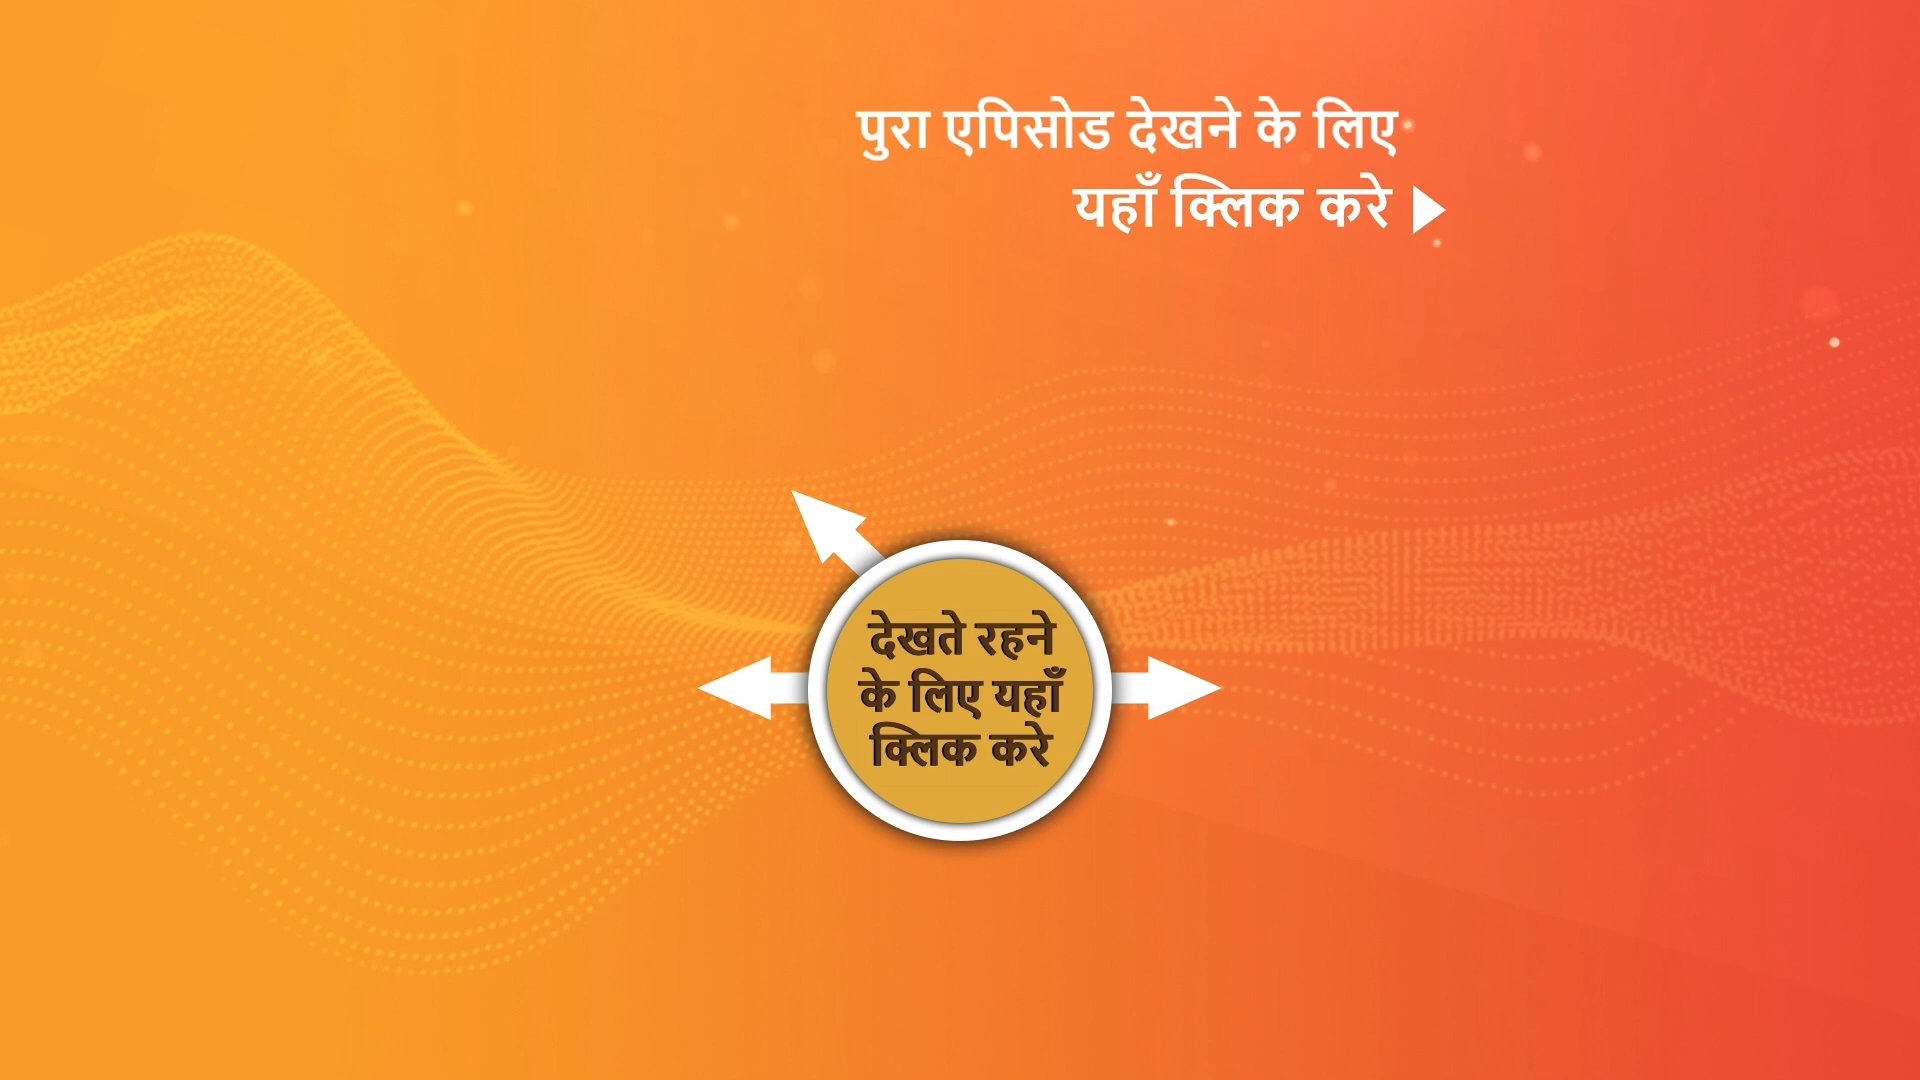 पुरा एपिसोड देखने के लिए
यहाँ क्लिक करे
देखते रहने
के लिए यहाँ
क्लिक करे